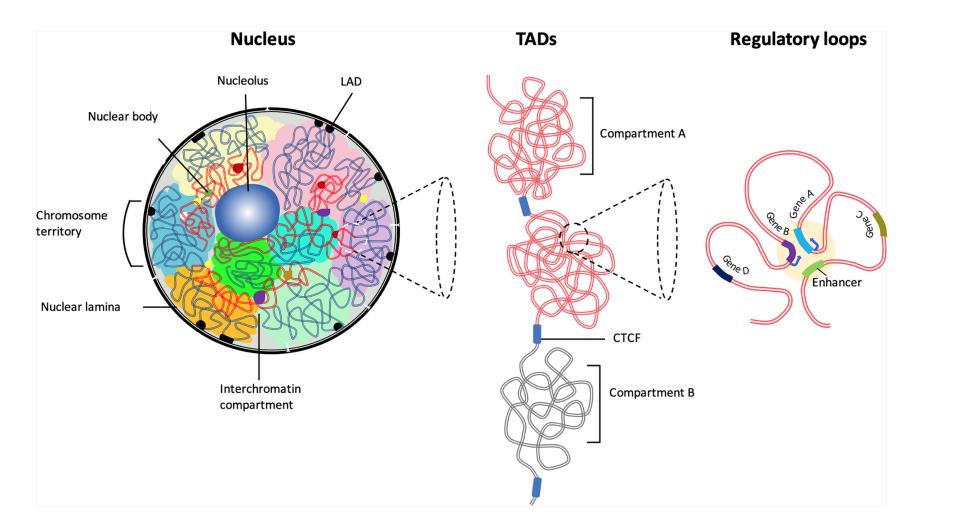 Nucleus
TADs
Regulatory loops
Nucleolus
LAD
Nuclear body
Compartment A
Chromosome
territory
Gene A
Gene B
Gene C
Gene D
Enhancer
Nuclear lamina
CTCF
Interchromatin
compartment
Compartment B